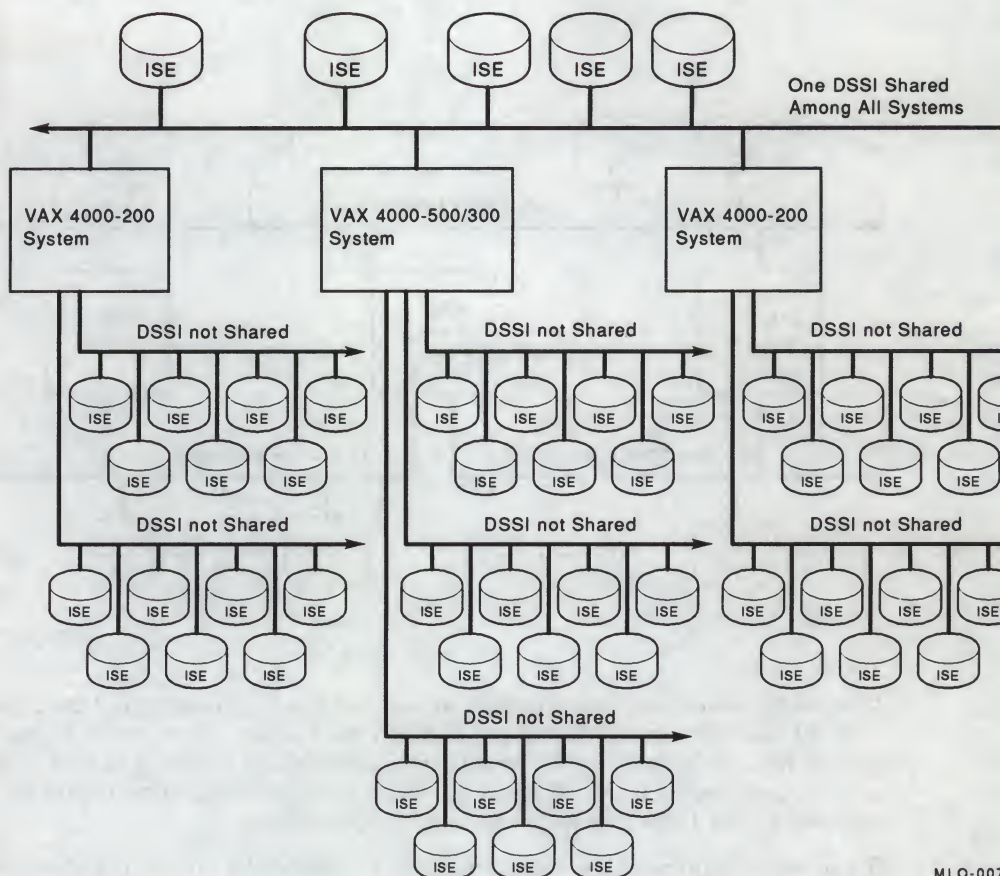 ISE ISE ISE ISE ISE
One DSSI Shared
Among All Systems
VAX 4000-200
System
VAX 4000-500/300
System
VAX 4000-200
System
DSSI not Shared DSSI not Shared DSSI not Shared
ISE ISE ISE ISE ISE ISE ISE ISE ISE ISE ISE
ISE ISE ISE ISE ISE ISE ISE ISE ISE
DSSI not Shared DSSI not Shared DSSI not Shared
ISE ISE ISE ISE ISE ISE ISE ISE ISE ISE ISE ISE
ISE ISE ISE ISE ISE ISE ISE ISE ISE
DSSI not Shared
ISE ISE ISE ISE
ISE ISE ISE